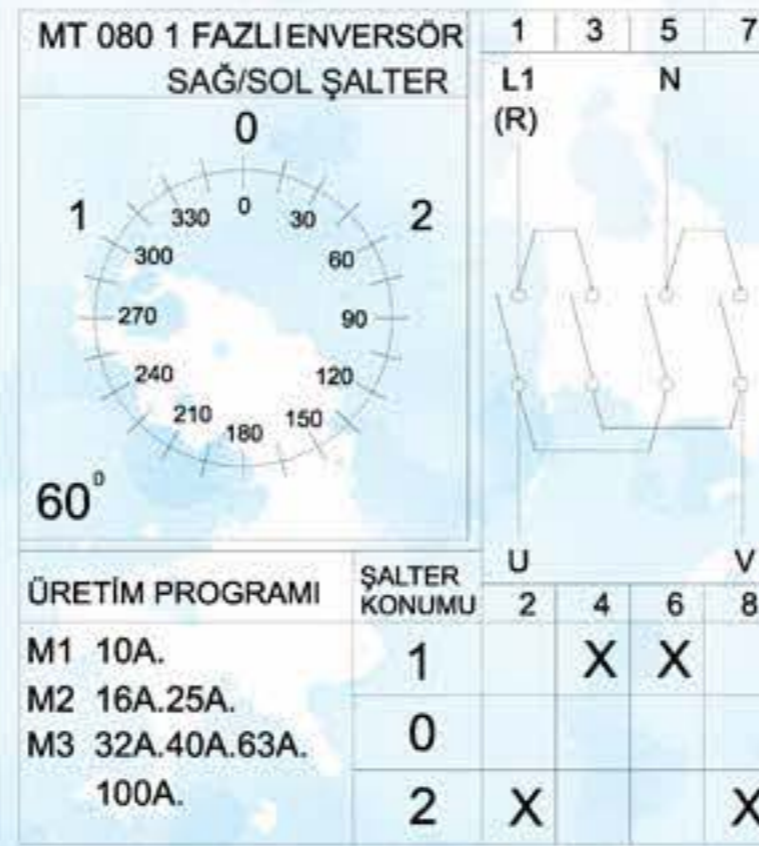 MT 080 1 FAZLI ENVERSÖR
SAĞ/SOL ŞALTER
0
1
2
0
30
60
90
120
150
180
210
240
270
300
330
60°
1 3 5 7
L1 N
(R)
U V
2 4 6 8
ÜRETİM PROGRAMI
M1 10A.
M2 16A.25A.
M3 32A.40A.63A.
100A.
ŞALTER
KONUMU
1 X X
0
2 X X